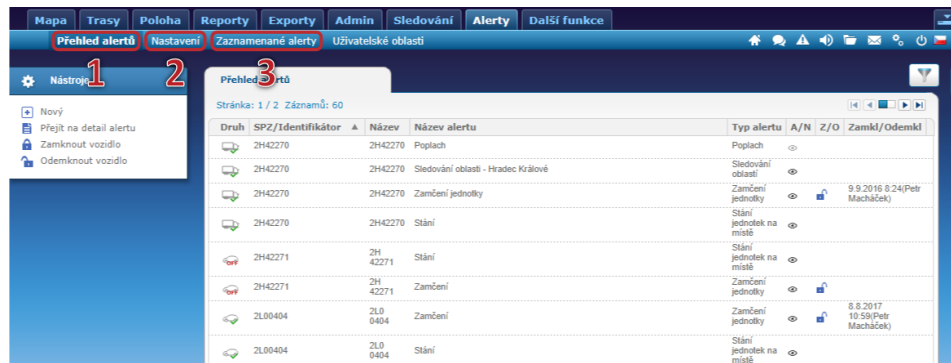 Mapa Trasy Poloha Reporty Exporty Admin Sledování Alerty Další funkce
Přehled alertů Nastavení Zaznamenané alerty Uživatelské oblasti
1 2 3
Nástroje
Nový
Přejít na detail alertu
Zamknout vozidlo
Odemknout vozidlo
Přehled alertů
Stránka: 1 / 2 Záznamů: 60
Druh SPZ/Identifikátor Název Název alertu Typ alertu A/N Z/O Zamkl/Odemkl
2H42270 2H42270 Poplach Poplach
2H42270 2H42270 Sledování oblasti - Hradec Králové Sledování
oblastí
2H42270 2H42270 Zamčení jednotky Zamčení
jednotky 9.9.2016 8:24(Petr
Macháček)
2H42270 2H42270 Stání Stání
jednotek na
místě
OFF 2H42271 2H
42271 Stání Stání
jednotek na
místě
OFF 2H42271 2H
42271 Zamčení Zamčení
jednotky
2L00404 2L0
0404 Zamčení Zamčení
jednotky 8.8.2017
10:59(Petr
Macháček)
2L00404 2L0
0404 Stání Stání
jednotek na
místě